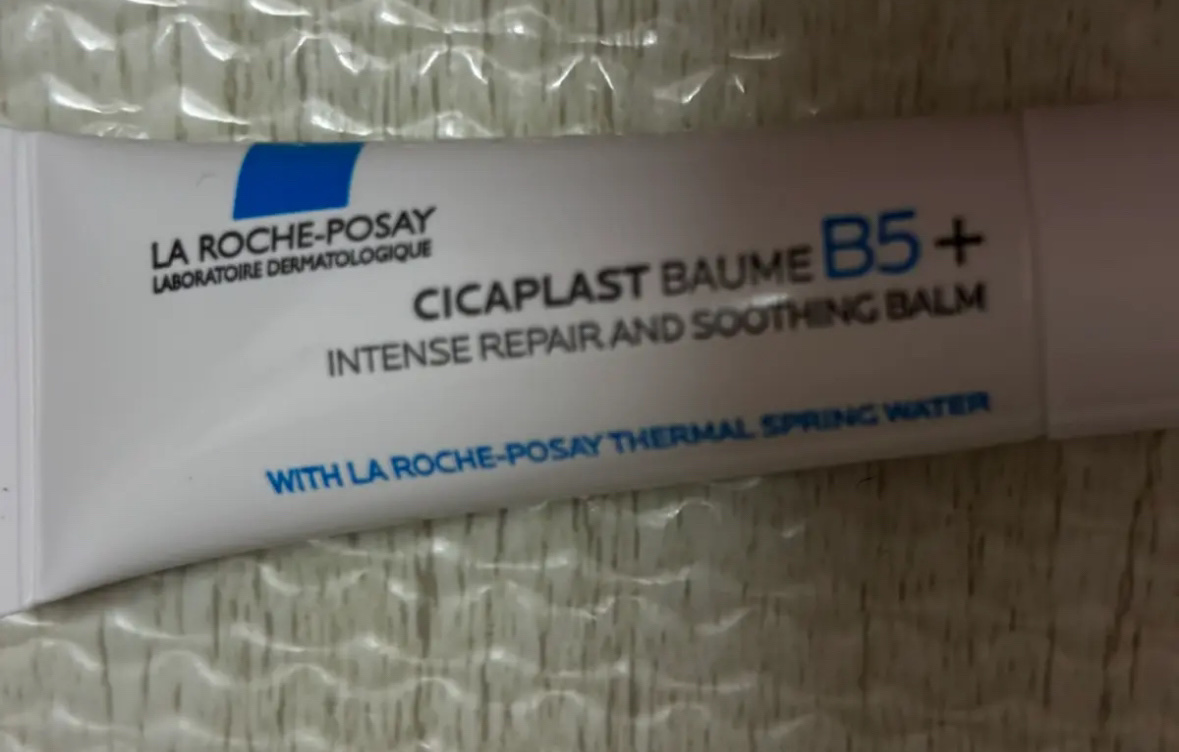 LA ROCHE-POSAY
LABORATOIRE DERMATOLOGIQUE
CICAPLAST BAUME B5+
INTENSE REPAIR AND SOOTHING BALM
WITH LA ROCHE-POSAY THERMAL SPRING WATER